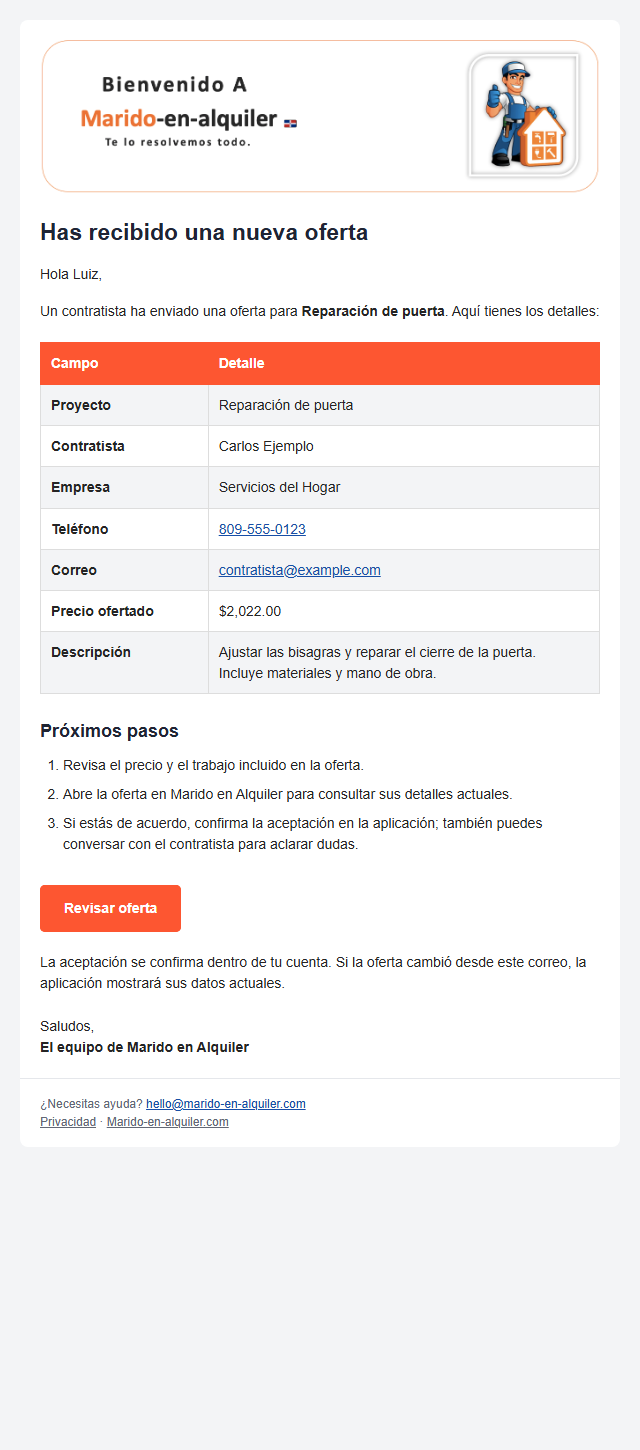 Bienvenido A
Marido-en-alquiler
Te lo resolvemos todo.
Has recibido una nueva oferta
Hola Luiz,
Un contratista ha enviado una oferta para Reparación de puerta. Aquí tienes los detalles:
Campo Detalle
Proyecto Reparación de puerta
Contratista Carlos Ejemplo
Empresa Servicios del Hogar
Teléfono 809-555-0123
Correo contratista@example.com
Precio ofertado $2,022.00
Descripción Ajustar las bisagras y reparar el cierre de la puerta.
Incluye materiales y mano de obra.
Próximos pasos
1. Revisa el precio y el trabajo incluido en la oferta.
2. Abre la oferta en Marido en Alquiler para consultar sus detalles actuales.
3. Si estás de acuerdo, confirma la aceptación en la aplicación; también puedes
conversar con el contratista para aclarar dudas.
Revisar oferta
La aceptación se confirma dentro de tu cuenta. Si la oferta cambió desde este correo, la
aplicación mostrará sus datos actuales.
Saludos,
El equipo de Marido en Alquiler
¿Necesitas ayuda? hello@marido-en-alquiler.com
Privacidad · Marido-en-alquiler.com